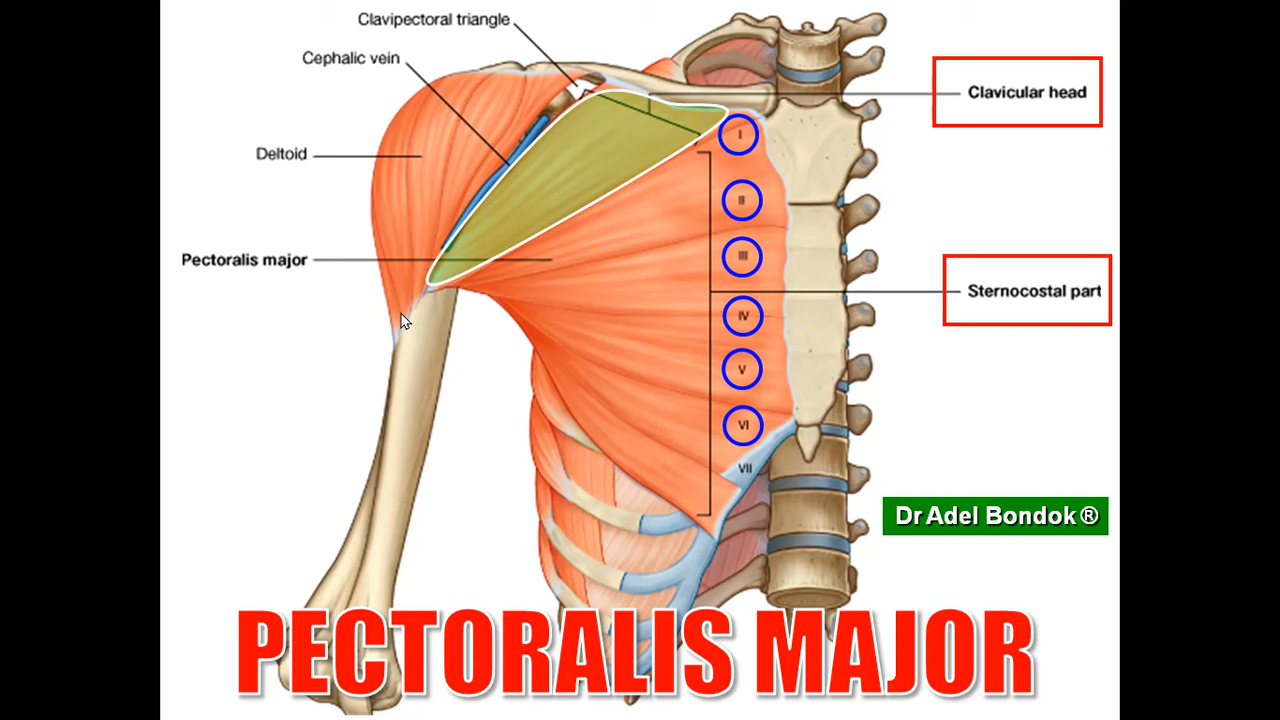 Clavipectoral triangle
Cephalic vein
Clavicular head
Deltoid
Pectoralis major
Sternocostal part
I
II
III
IV
V
VI
VII
Dr Adel Bondok ®
PECTORALIS MAJOR